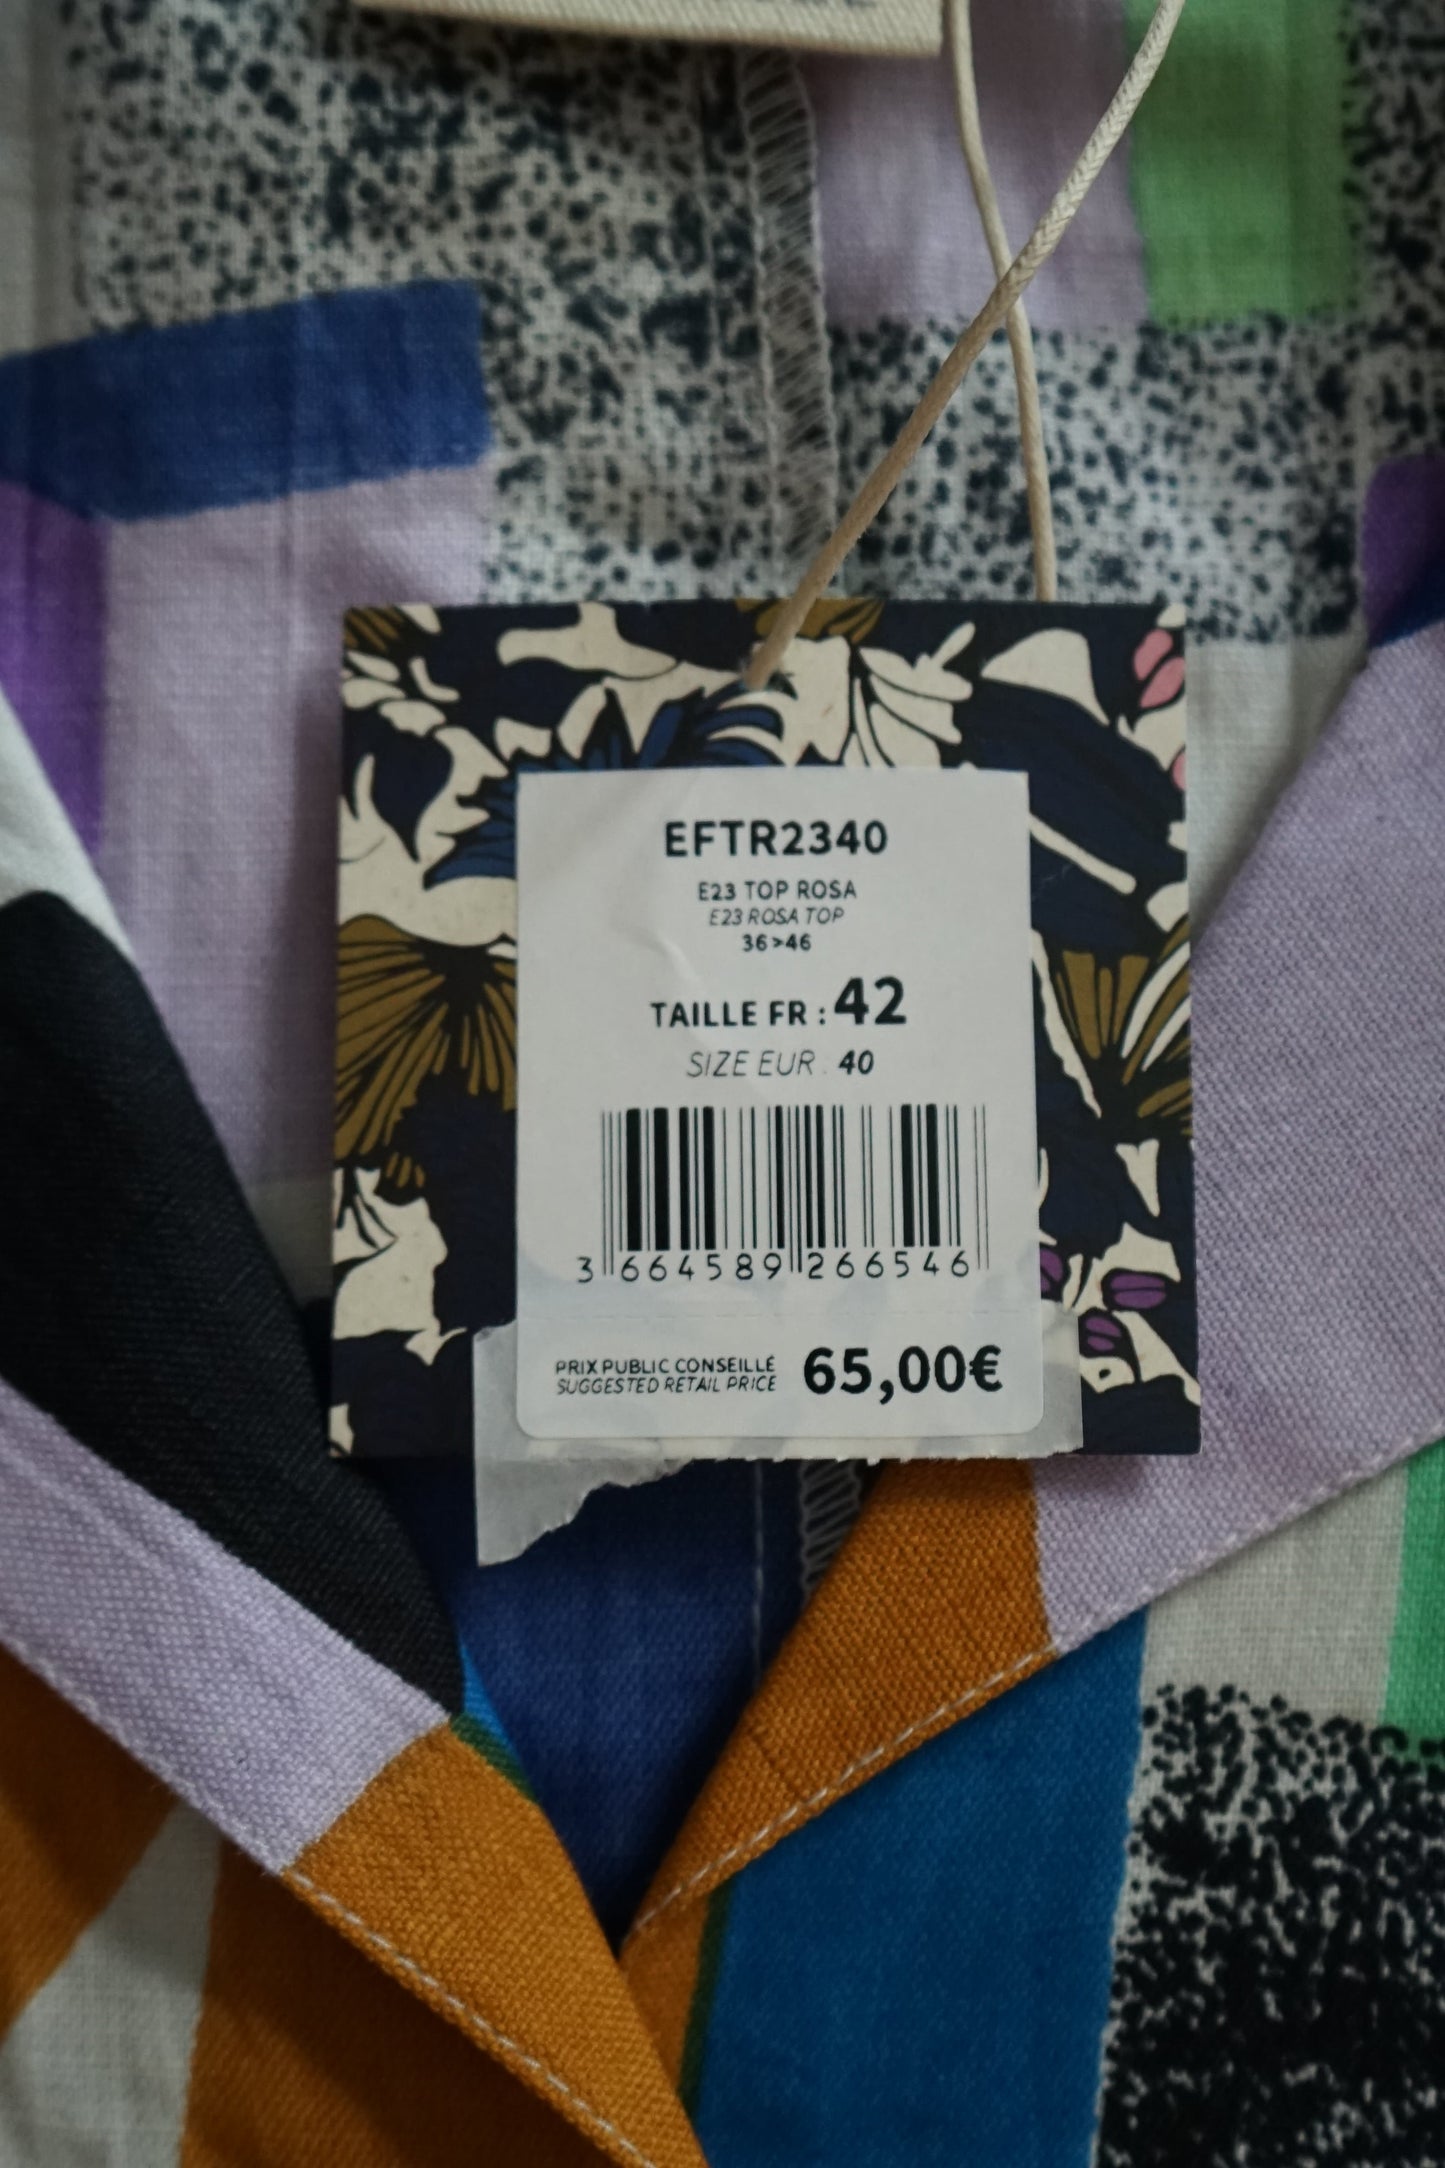 EFTR2340
E23 TOP ROSA
E23 ROSA TOP
36>46
TAILLE FR : 42
SIZE EUR : 40
3 664589 266546
PRIX PUBLIC CONSEILLÉ 65,00€
SUGGESTED RETAIL PRICE